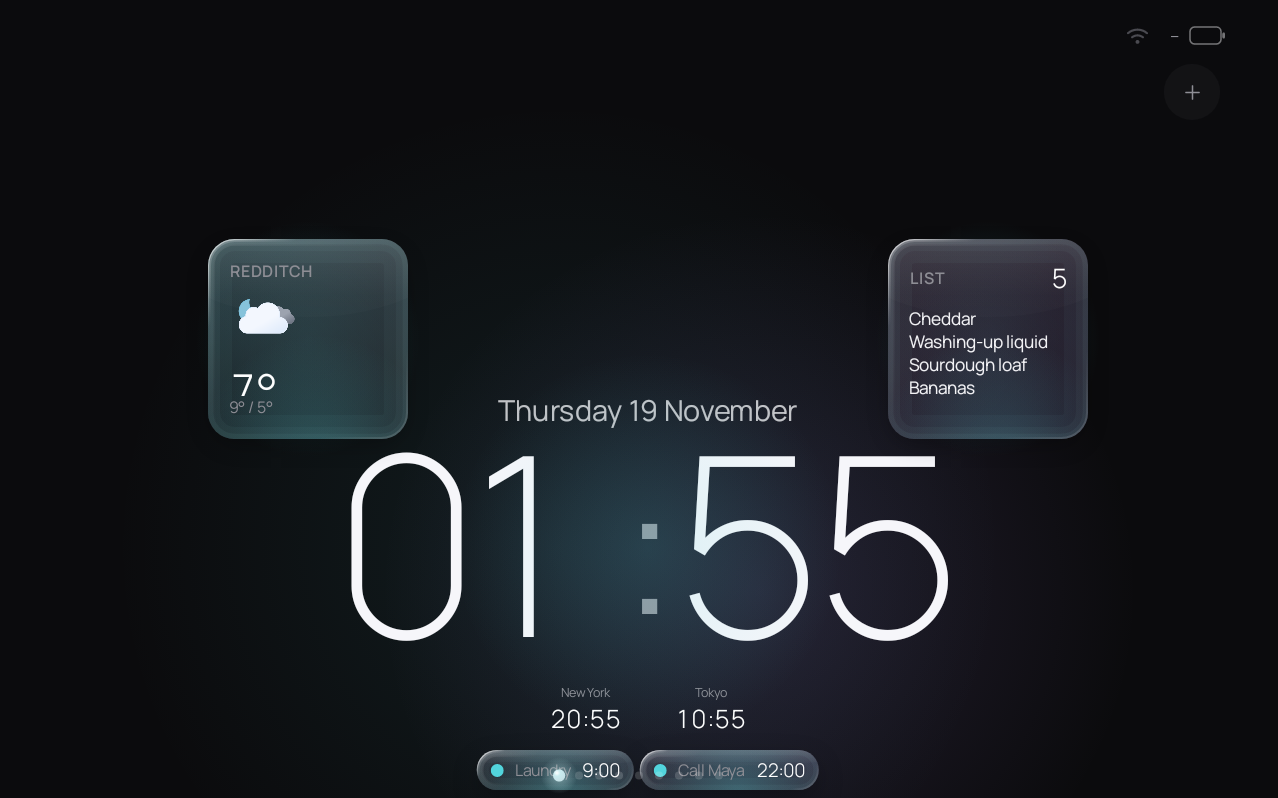 REDDITCH
7°
9° / 5°
LIST
5
Cheddar
Washing-up liquid
Sourdough loaf
Bananas
Thursday 19 November
01:55
New York
20:55
Tokyo
10:55
Laundry 9:00
Call Maya 22:00